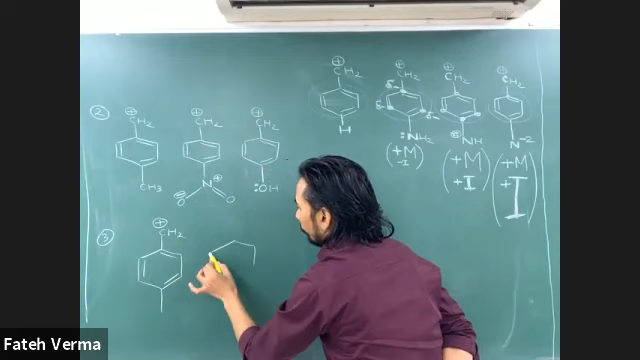 ⊕
CH2
H
⊕
CH2
δ-
δ-
δ-
:NH2
(+M
-I)
⊕
CH2
⊖
NH
(+M
+I)
⊕
CH2
N-2
(+M
+I)
②
⊕
CH2
CH3
⊕
CH2
N⊕
⊖
O
O
⊕
CH2
:OH
③
⊕
CH2
Fateh Verma